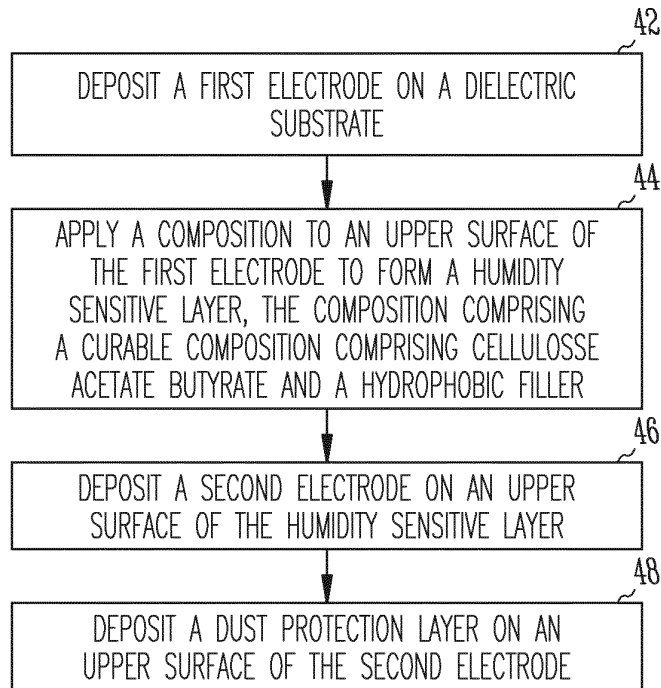 42
DEPOSIT A FIRST ELECTRODE ON A DIELECTRIC
SUBSTRATE
44
APPLY A COMPOSITION TO AN UPPER SURFACE OF
THE FIRST ELECTRODE TO FORM A HUMIDITY
SENSITIVE LAYER, THE COMPOSITION COMPRISING
A CURABLE COMPOSITION COMPRISING CELLULOSSE
ACETATE BUTYRATE AND A HYDROPHOBIC FILLER
46
DEPOSIT A SECOND ELECTRODE ON AN UPPER
SURFACE OF THE HUMIDITY SENSITIVE LAYER
48
DEPOSIT A DUST PROTECTION LAYER ON AN
UPPER SURFACE OF THE SECOND ELECTRODE